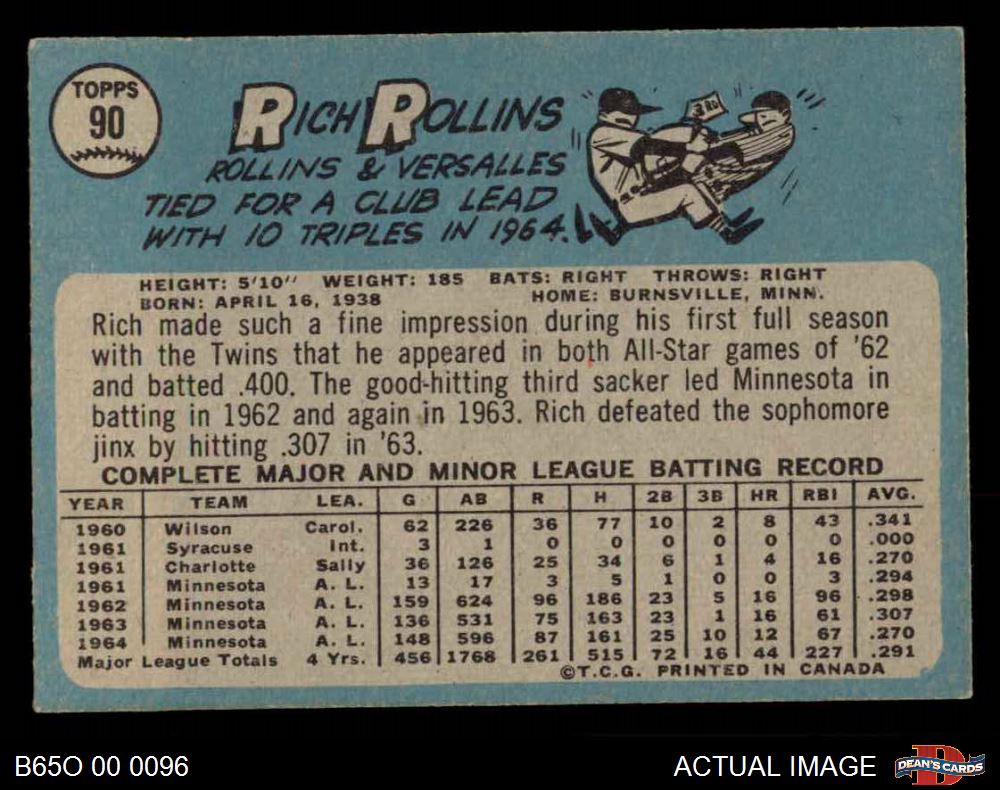 TOPPS
90
RICH ROLLINS
3RD
ROLLINS & VERSALLES
TIED FOR A CLUB LEAD
WITH 10 TRIPLES IN 1964.
HEIGHT: 5'10" WEIGHT: 185 BATS: RIGHT THROWS: RIGHT
BORN: APRIL 16, 1938 HOME: BURNSVILLE, MINN.
Rich made such a fine impression during his first full season
with the Twins that he appeared in both All-Star games of '62
and batted .400. The good-hitting third sacker led Minnesota in
batting in 1962 and again in 1963. Rich defeated the sophomore
jinx by hitting .307 in '63.
COMPLETE MAJOR AND MINOR LEAGUE BATTING RECORD
YEAR TEAM LEA. G AB R H 2B 3B HR RBI AVG.
1960 Wilson Carol. 62 226 36 77 10 2 8 43 .341
1961 Syracuse Int. 3 1 0 0 0 0 0 0 .000
1961 Charlotte Sally 36 126 25 34 6 1 4 16 .270
1961 Minnesota A. L. 13 17 3 5 1 0 0 3 .294
1962 Minnesota A. L. 159 624 96 186 23 5 16 96 .298
1963 Minnesota A. L. 136 531 75 163 23 1 16 61 .307
1964 Minnesota A. L. 148 596 87 161 25 10 12 67 .270
Major League Totals 4 Yrs. 456 1768 261 515 72 16 44 227 .291
©T.C.G. PRINTED IN CANADA
B65O 00 0096 ACTUAL IMAGE
D
DEAN'S CARDS